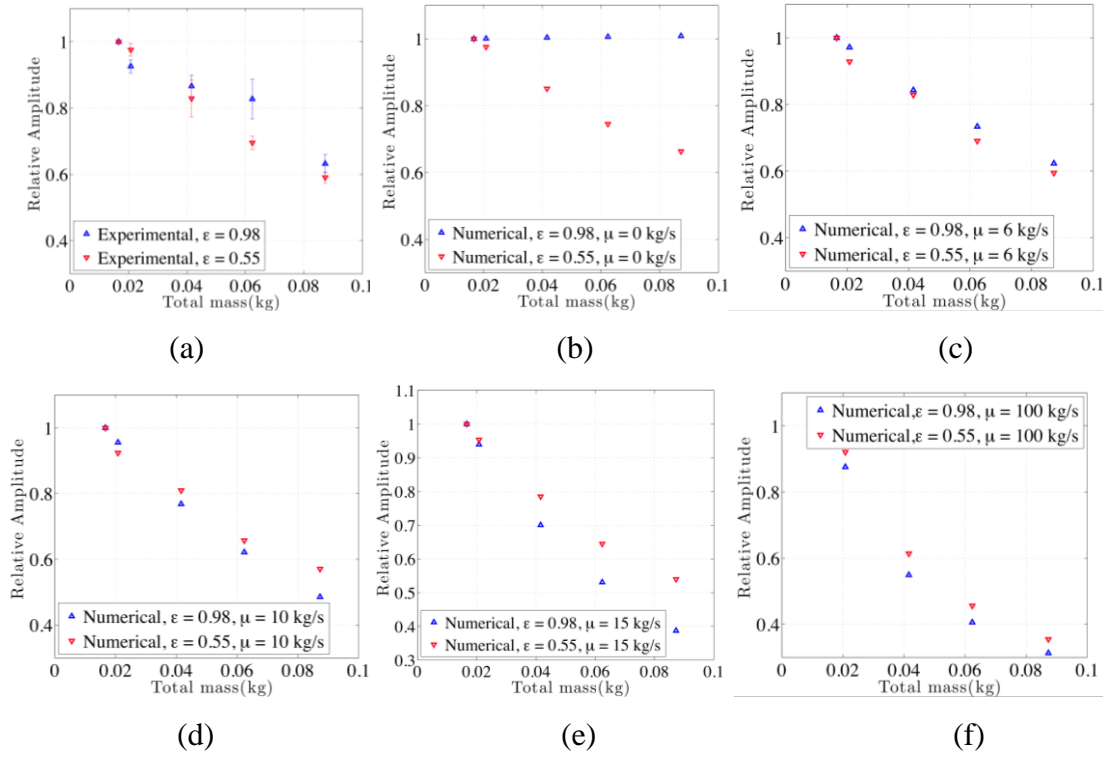 1
0.8
0.6
0.4
Relative Amplitude
Experimental, ε = 0.98
Experimental, ε = 0.55
0 0.02 0.04 0.06 0.08 0.1
Total mass(kg)
(a)
1
0.8
0.6
0.4
Relative Amplitude
Numerical, ε = 0.98, μ = 0 kg/s
Numerical, ε = 0.55, μ = 0 kg/s
0 0.02 0.04 0.06 0.08 0.1
Total mass(kg)
(b)
1
0.8
0.6
0.4
Relative Amplitude
Numerical, ε = 0.98, μ = 6 kg/s
Numerical, ε = 0.55, μ = 6 kg/s
0 0.02 0.04 0.06 0.08 0.1
Total mass(kg)
(c)
1
0.8
0.6
0.4
Relative Amplitude
Numerical, ε = 0.98, μ = 10 kg/s
Numerical, ε = 0.55, μ = 10 kg/s
0 0.02 0.04 0.06 0.08 0.1
Total mass(kg)
(d)
1.1
1
0.9
0.8
0.7
0.6
0.5
0.4
0.3
Relative Amplitude
Numerical, ε = 0.98, μ = 15 kg/s
Numerical, ε = 0.55, μ = 15 kg/s
0 0.02 0.04 0.06 0.08 0.1
Total mass(kg)
(e)
Numerical,ε = 0.98, μ = 100 kg/s
Numerical,ε = 0.55, μ = 100 kg/s
1
0.8
0.6
0.4
Relative Amplitude
0 0.02 0.04 0.06 0.08 0.1
Total mass(kg)
(f)